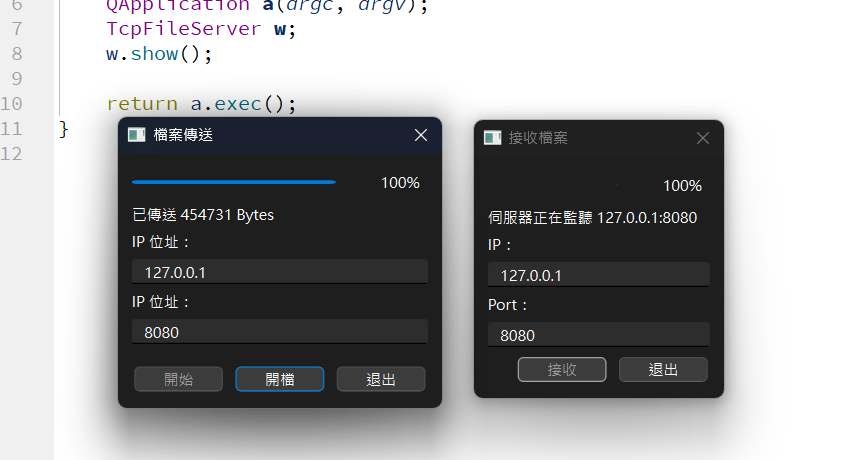 6 QApplication a(argc, argv);
7 TcpFileServer w;
8 w.show();
9
10 return a.exec();
11 }
12
檔案傳送
100%
已傳送 454731 Bytes
IP 位址：
127.0.0.1
IP 位址：
8080
開始 開檔 退出
接收檔案
100%
伺服器正在監聽 127.0.0.1:8080
IP：
127.0.0.1
Port：
8080
接收 退出